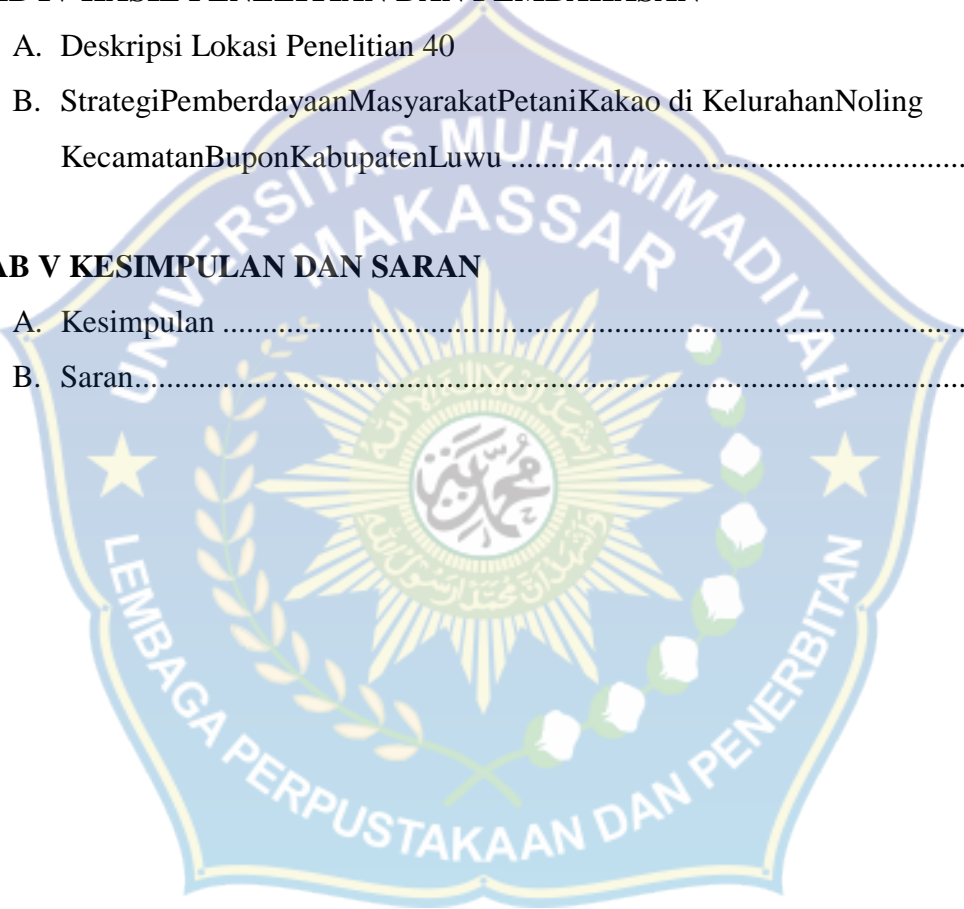 A. Deskripsi Lokasi Penelitian 40
B. StrategiPemberdayaanMasyarakatPetaniKakao di KelurahanNoling
KecamatanBuponKabupatenLuwu ........................................................
AB V KESIMPULAN DAN SARAN
A. Kesimpulan ...........................................................................................
B. Saran......................................................................................................
UNIVERSITAS MUHAMMADIYAH
MAKASSAR
محمد
LEMBAGA PERPUSTAKAAN DAN PENERBITAN